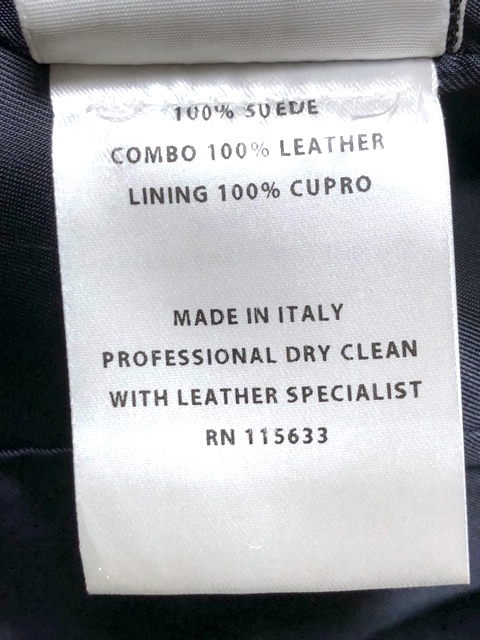 100% SUEDE
COMBO 100% LEATHER
LINING 100% CUPRO
MADE IN ITALY
PROFESSIONAL DRY CLEAN
WITH LEATHER SPECIALIST
RN 115633